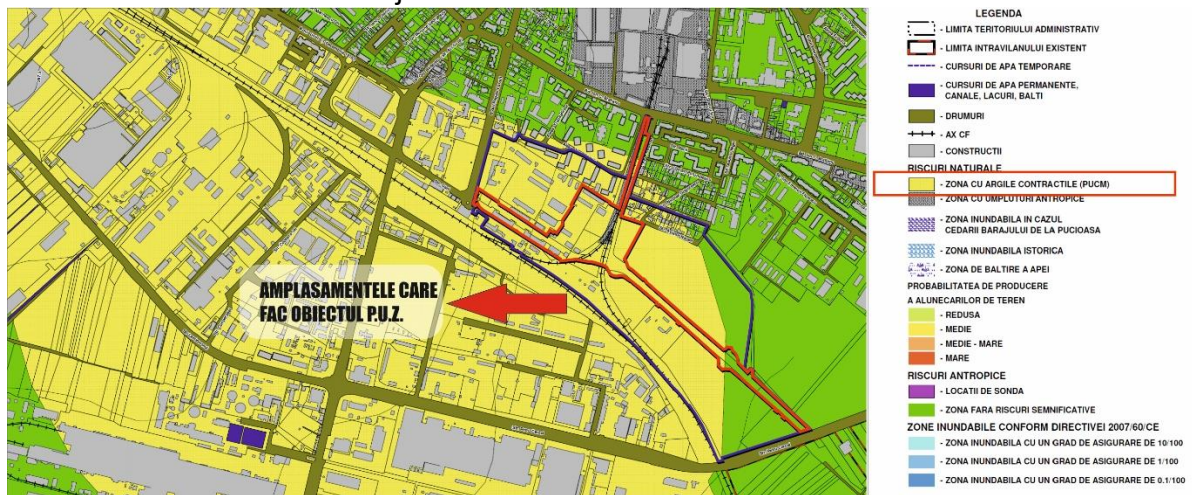 AMPLASAMENTELE CARE
FAC OBIECTUL P.U.Z.
LEGENDA
- LIMITA TERITORIULUI ADMINISTRATIV
- LIMITA INTRAVILANULUI EXISTENT
- CURSURI DE APA TEMPORARE
- CURSURI DE APA PERMANENTE,
CANALE, LACURI, BALTI
- DRUMURI
- AX CF
- CONSTRUCTII
RISCURI NATURALE
- ZONA CU ARGILE CONTRACTILE (PUCM)
- ZONA CU UMPLUTURI ANTROPICE
- ZONA INUNDABILA IN CAZUL
CEDARII BARAJULUI DE LA PUCIOASA
- ZONA INUNDABILA ISTORICA
- ZONA DE BALTIRE A APEI
PROBABILITATEA DE PRODUCERE
A ALUNECARILOR DE TEREN
- REDUSA
- MEDIE
- MEDIE - MARE
- MARE
RISCURI ANTROPICE
- LOCATII DE SONDA
- ZONA FARA RISCURI SEMNIFICATIVE
ZONE INUNDABILE CONFORM DIRECTIVEI 2007/60/CE
- ZONA INUNDABILA CU UN GRAD DE ASIGURARE DE 10/100
- ZONA INUNDABILA CU UN GRAD DE ASIGURARE DE 1/100
- ZONA INUNDABILA CU UN GRAD DE ASIGURARE DE 0.1/100